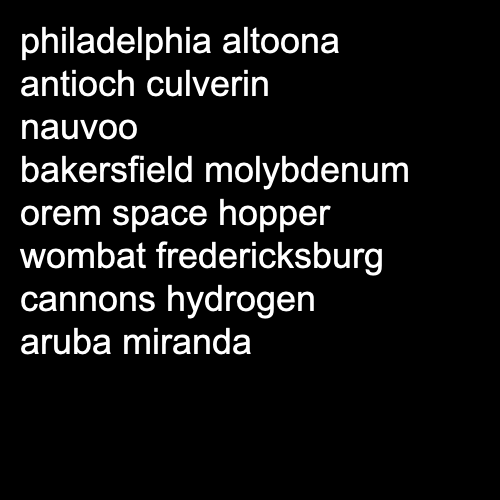 philadelphia altoona
antioch culverin
nauvoo
bakersfield molybdenum
orem space hopper
wombat fredericksburg
cannons hydrogen
aruba miranda